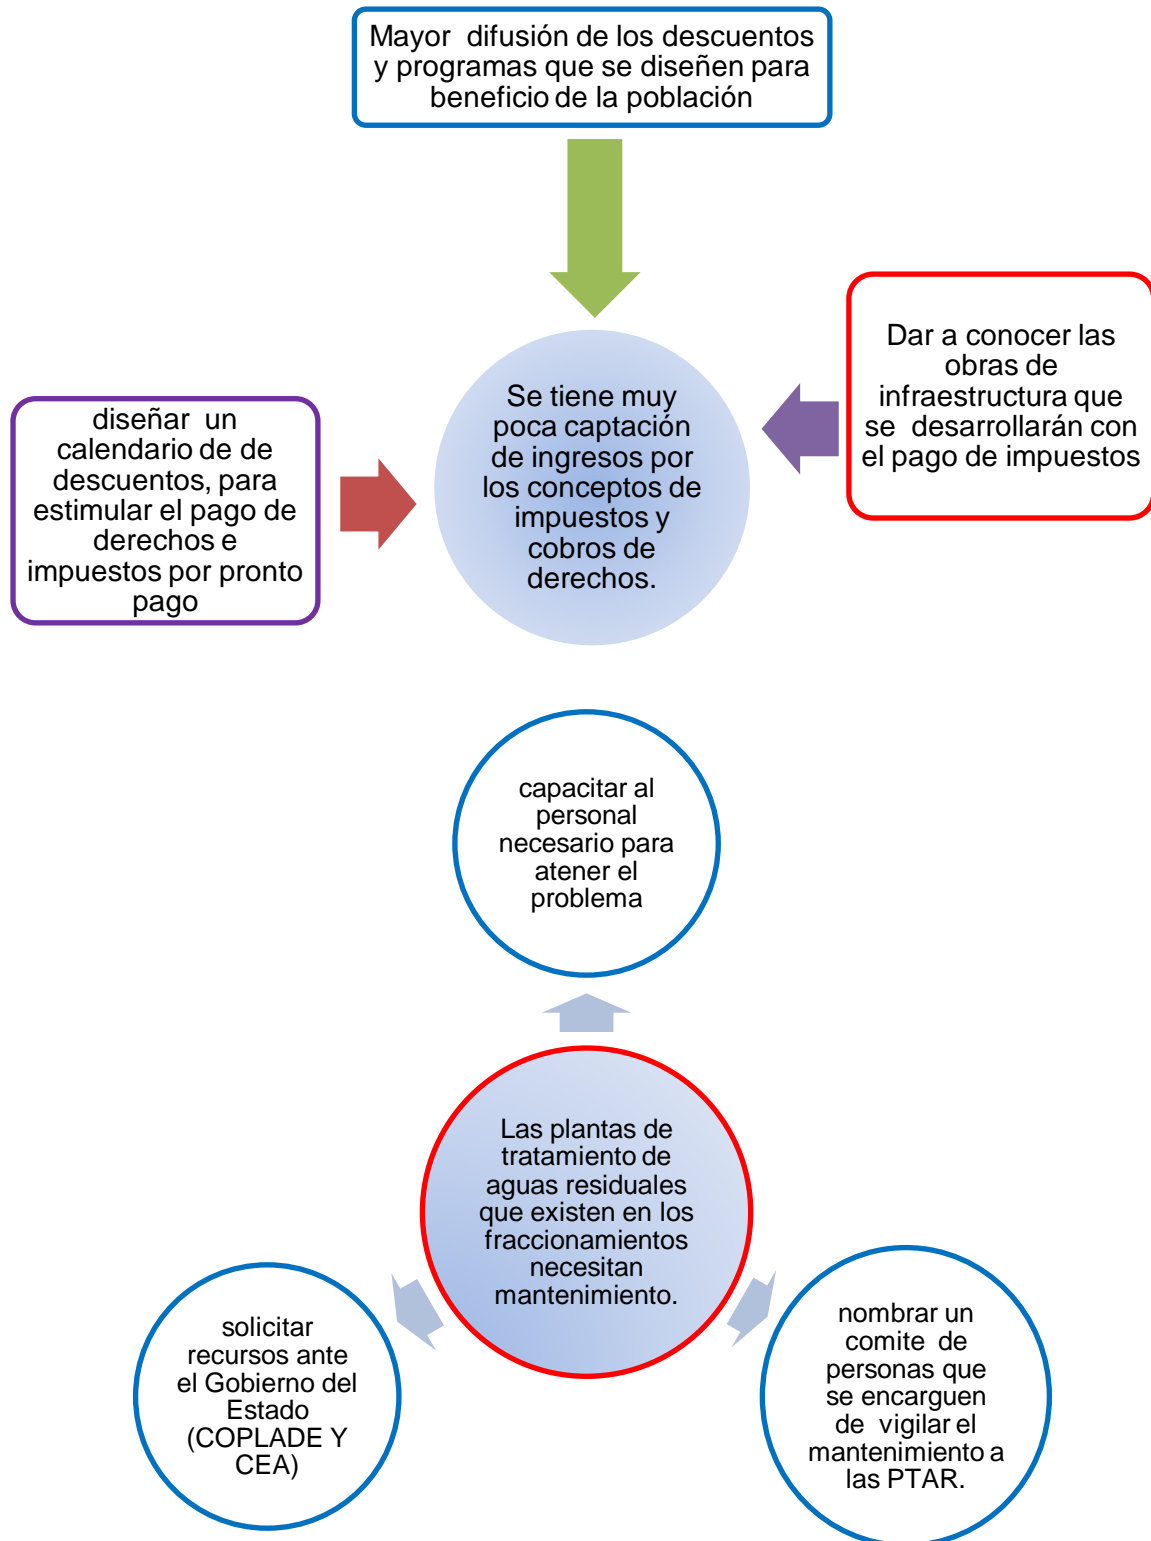 Mayor difusión de los descuentos
y programas que se diseñen para
beneficio de la población
Dar a conocer las
obras de
infraestructura que
se desarrollarán con
el pago de impuestos
Se tiene muy
poca captación
de ingresos por
los conceptos de
impuestos y
cobros de
derechos.
diseñar un
calendario de de
descuentos, para
estimular el pago de
derechos e
impuestos por pronto
pago
capacitar al
personal
necesario para
atener el
problema
Las plantas de
tratamiento de
aguas residuales
que existen en los
fraccionamientos
necesitan
mantenimiento.
solicitar
recursos ante
el Gobierno del
Estado
(COPLADE Y
CEA)
nombrar un
comite de
personas que
se encarguen
de vigilar el
mantenimiento a
las PTAR.